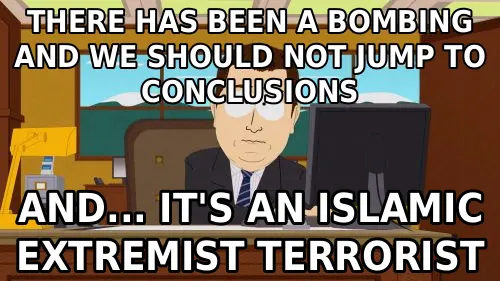 THERE HAS BEEN A BOMBING
AND WE SHOULD NOT JUMP TO
CONCLUSIONS
AND... IT'S AN ISLAMIC
EXTREMIST TERRORIST